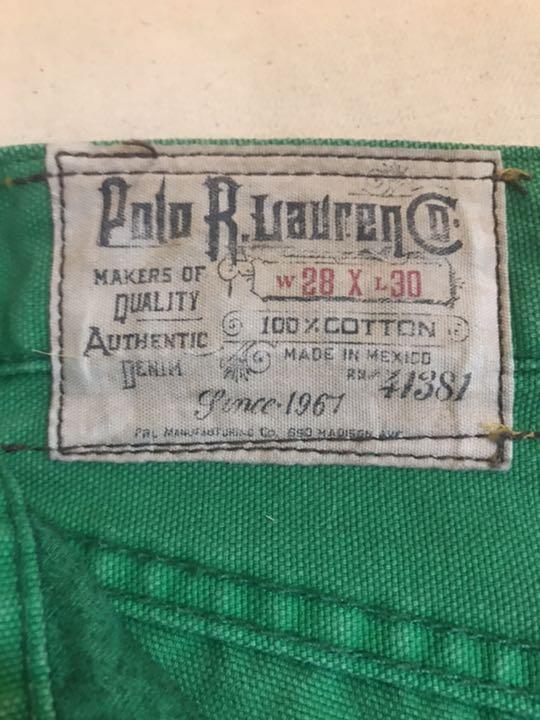 Polo R. Lauren Co.
MAKERS OF
QUALITY
AUTHENTIC
DENIM
W 28 X L 30
100% COTTON
MADE IN MEXICO
RN# 41381
Since 1967
PRL MANUFACTURING CO. 650 MADISON AVE